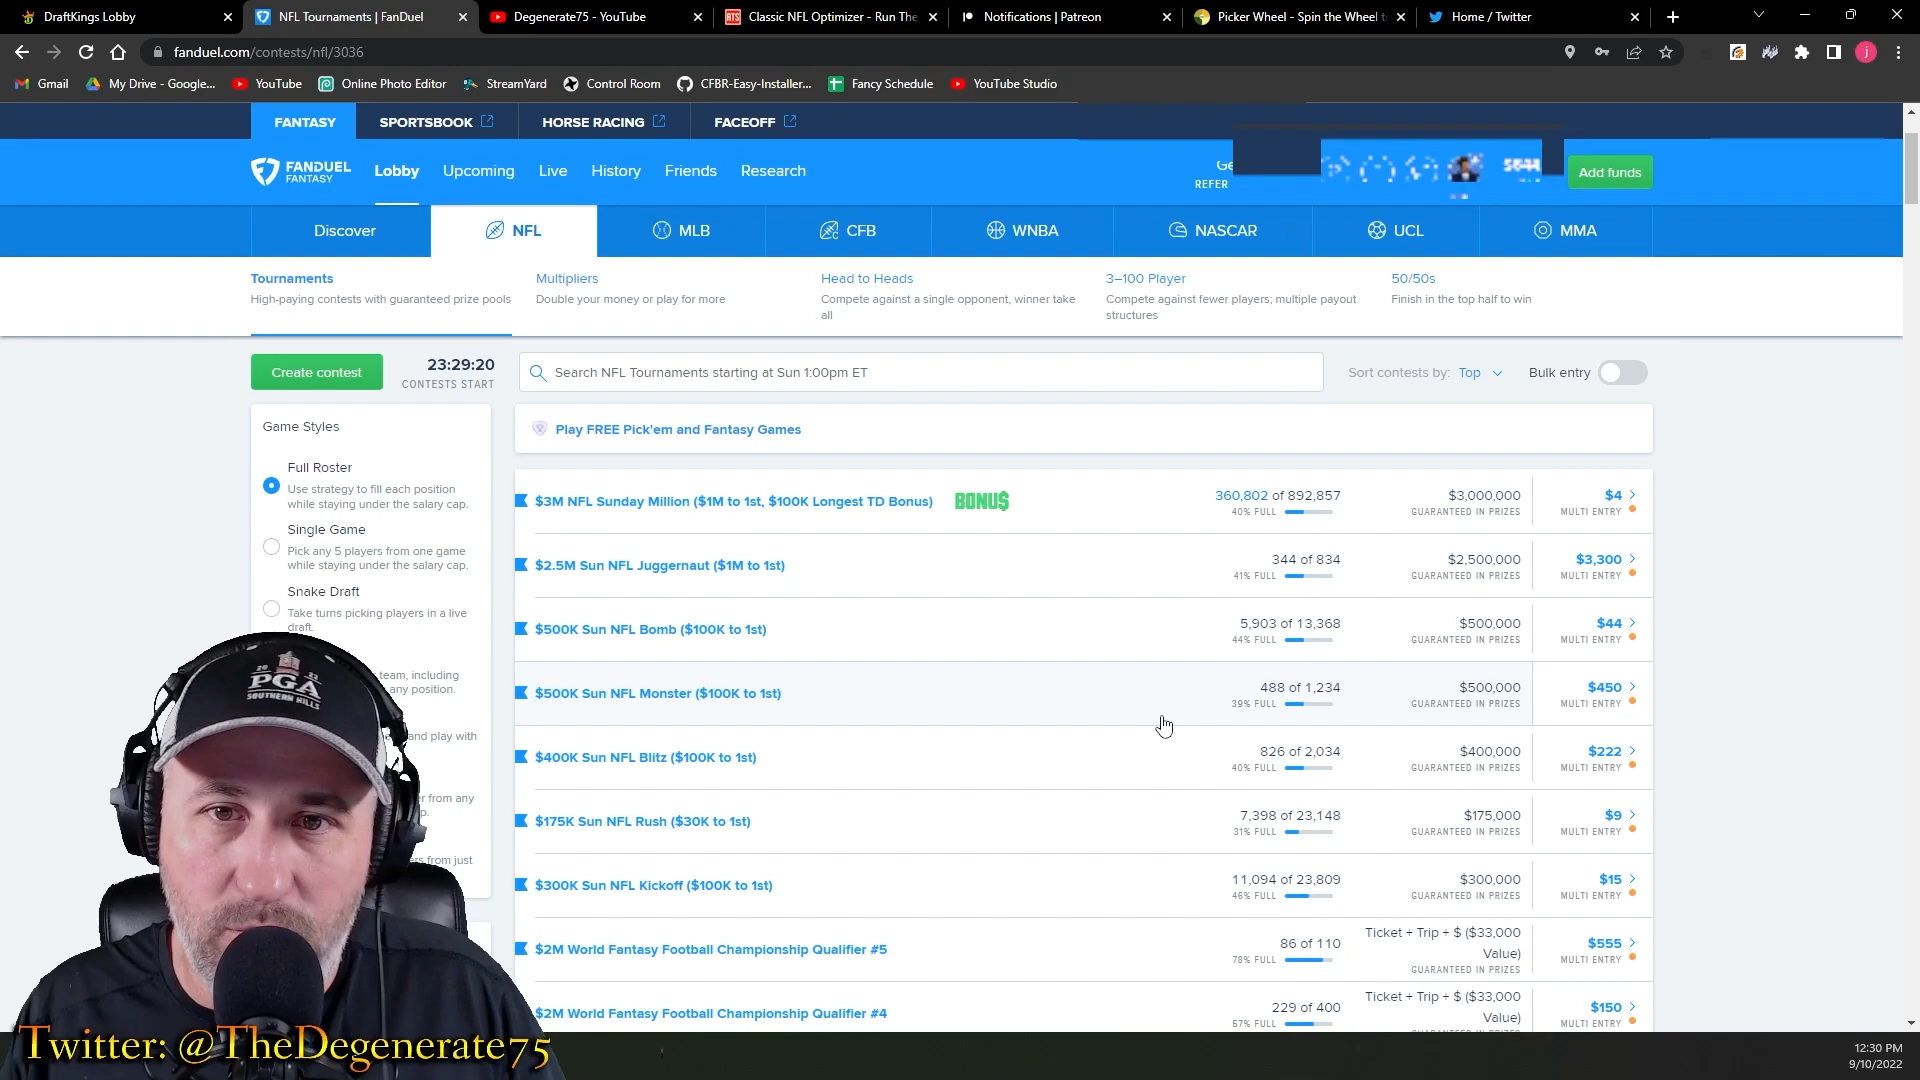 DraftKings Lobby
NFL Tournaments | FanDuel
Degenerate75 - YouTube
Classic NFL Optimizer - Run The
Notifications | Patreon
Picker Wheel - Spin the Wheel t
Home / Twitter
fanduel.com/contests/nfl/3036
Gmail
My Drive - Google...
YouTube
Online Photo Editor
StreamYard
Control Room
CFBR-Easy-Installer...
Fancy Schedule
YouTube Studio
FANTASY
SPORTSBOOK
HORSE RACING
FACEOFF
FANDUEL
FANTASY
Lobby
Upcoming
Live
History
Friends
Research
Ge
REFER
Add funds
Discover
NFL
MLB
CFB
WNBA
NASCAR
UCL
MMA
Tournaments
High-paying contests with guaranteed prize pools
Multipliers
Double your money or play for more
Head to Heads
Compete against a single opponent, winner take
all
3–100 Player
Compete against fewer players; multiple payout
structures
50/50s
Finish in the top half to win
Create contest
23:29:20
CONTESTS START
Search NFL Tournaments starting at Sun 1:00pm ET
Sort contests by: Top
Bulk entry
Game Styles
Full Roster
Use strategy to fill each position
while staying under the salary cap.
Single Game
Pick any 5 players from one game
while staying under the salary cap.
Snake Draft
Take turns picking players in a live
draft.
team, including
any position.
and play with
r from any
p.
ers from just
Play FREE Pick'em and Fantasy Games
$3M NFL Sunday Million ($1M to 1st, $100K Longest TD Bonus) BONU$
360,802 of 892,857
40% FULL
$3,000,000
GUARANTEED IN PRIZES
$4
MULTI ENTRY
$2.5M Sun NFL Juggernaut ($1M to 1st)
344 of 834
41% FULL
$2,500,000
GUARANTEED IN PRIZES
$3,300
MULTI ENTRY
$500K Sun NFL Bomb ($100K to 1st)
5,903 of 13,368
44% FULL
$500,000
GUARANTEED IN PRIZES
$44
MULTI ENTRY
$500K Sun NFL Monster ($100K to 1st)
488 of 1,234
39% FULL
$500,000
GUARANTEED IN PRIZES
$450
MULTI ENTRY
$400K Sun NFL Blitz ($100K to 1st)
826 of 2,034
40% FULL
$400,000
GUARANTEED IN PRIZES
$222
MULTI ENTRY
$175K Sun NFL Rush ($30K to 1st)
7,398 of 23,148
31% FULL
$175,000
GUARANTEED IN PRIZES
$9
MULTI ENTRY
$300K Sun NFL Kickoff ($100K to 1st)
11,094 of 23,809
46% FULL
$300,000
GUARANTEED IN PRIZES
$15
MULTI ENTRY
$2M World Fantasy Football Championship Qualifier #5
86 of 110
78% FULL
Ticket + Trip + $ ($33,000
Value)
GUARANTEED IN PRIZES
$555
MULTI ENTRY
$2M World Fantasy Football Championship Qualifier #4
229 of 400
57% FULL
Ticket + Trip + $ ($33,000
Value)
$150
MULTI ENTRY
PGA
SOUTHERN HILLS
Twitter: @TheDegenerate75
12:30 PM
9/10/2022